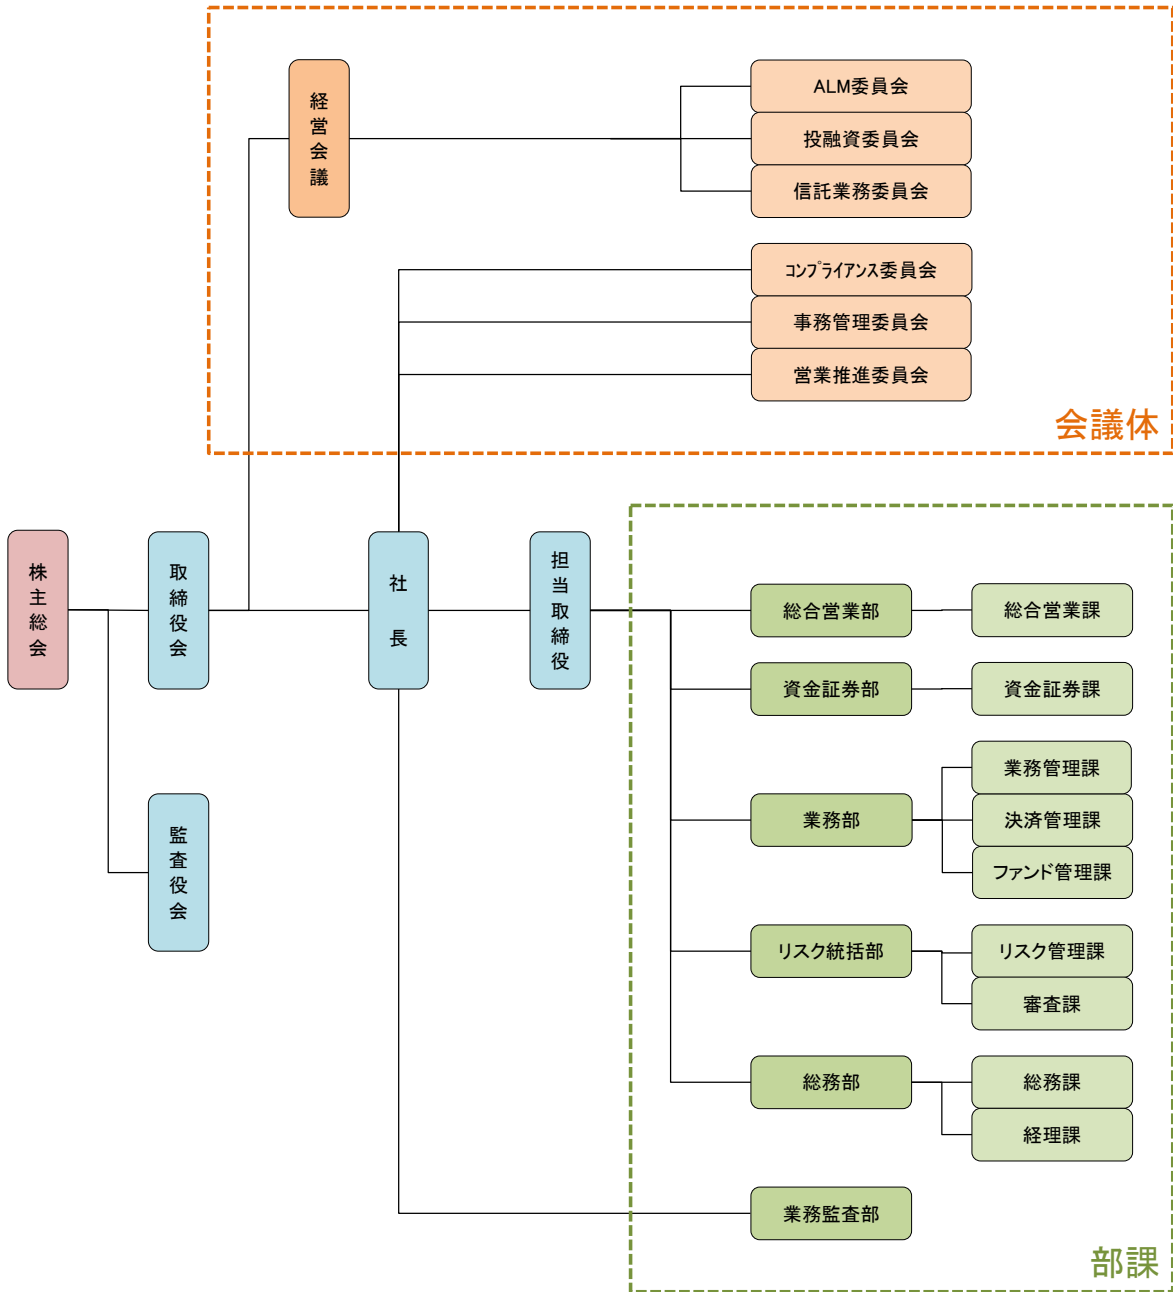 経営会議
ALM委員会
投融資委員会
信託業務委員会
コンプライアンス委員会
事務管理委員会
営業推進委員会
会議体
株主総会
取締役会
社長
担当取締役
監査役会
総合営業部
総合営業課
資金証券部
資金証券課
業務部
業務管理課
決済管理課
ファンド管理課
リスク統括部
リスク管理課
審査課
総務部
総務課
経理課
業務監査部
部課